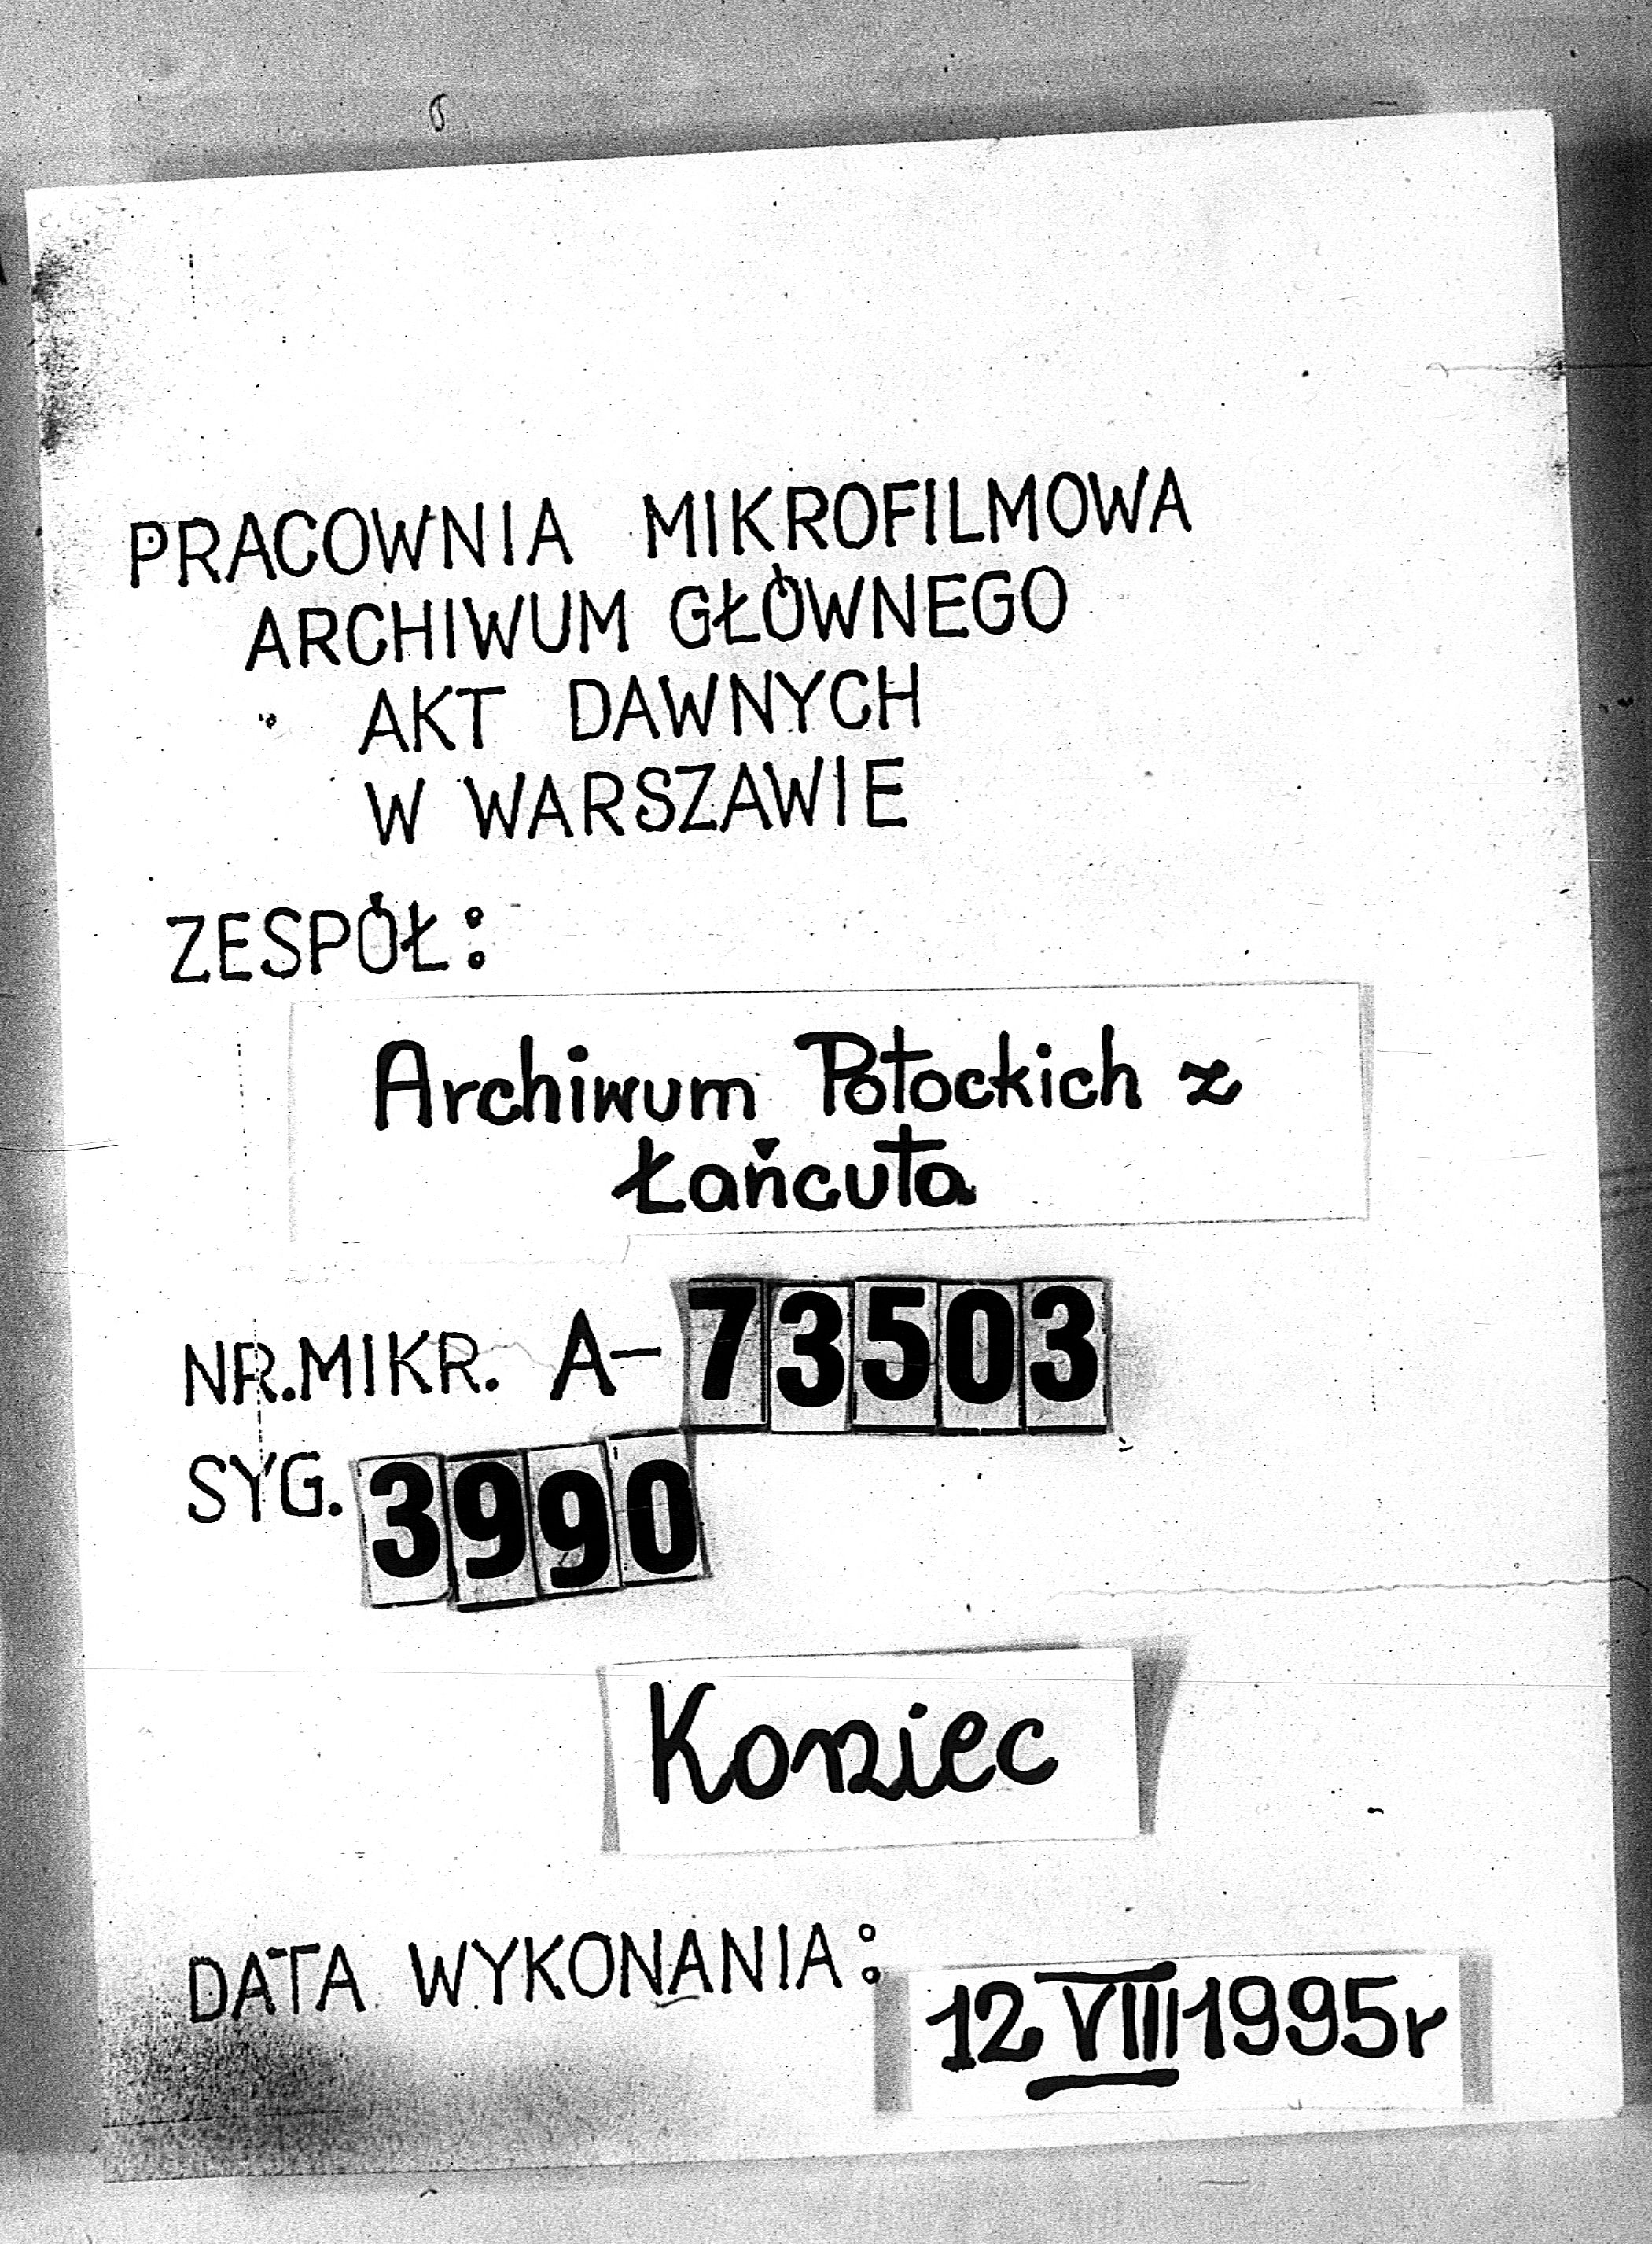 PRACOWNIA MIKROFILMOWA
ARCHIWUM GŁÓWNEGO
AKT DAWNYCH
W WARSZAWIE
ZESPÓŁ:
Archiwum Potockich z
Łańcuta
NR.MIKR. A-73503
SYG. 3990
Koniec
DATA WYKONANIA:
12 VIII 1995r